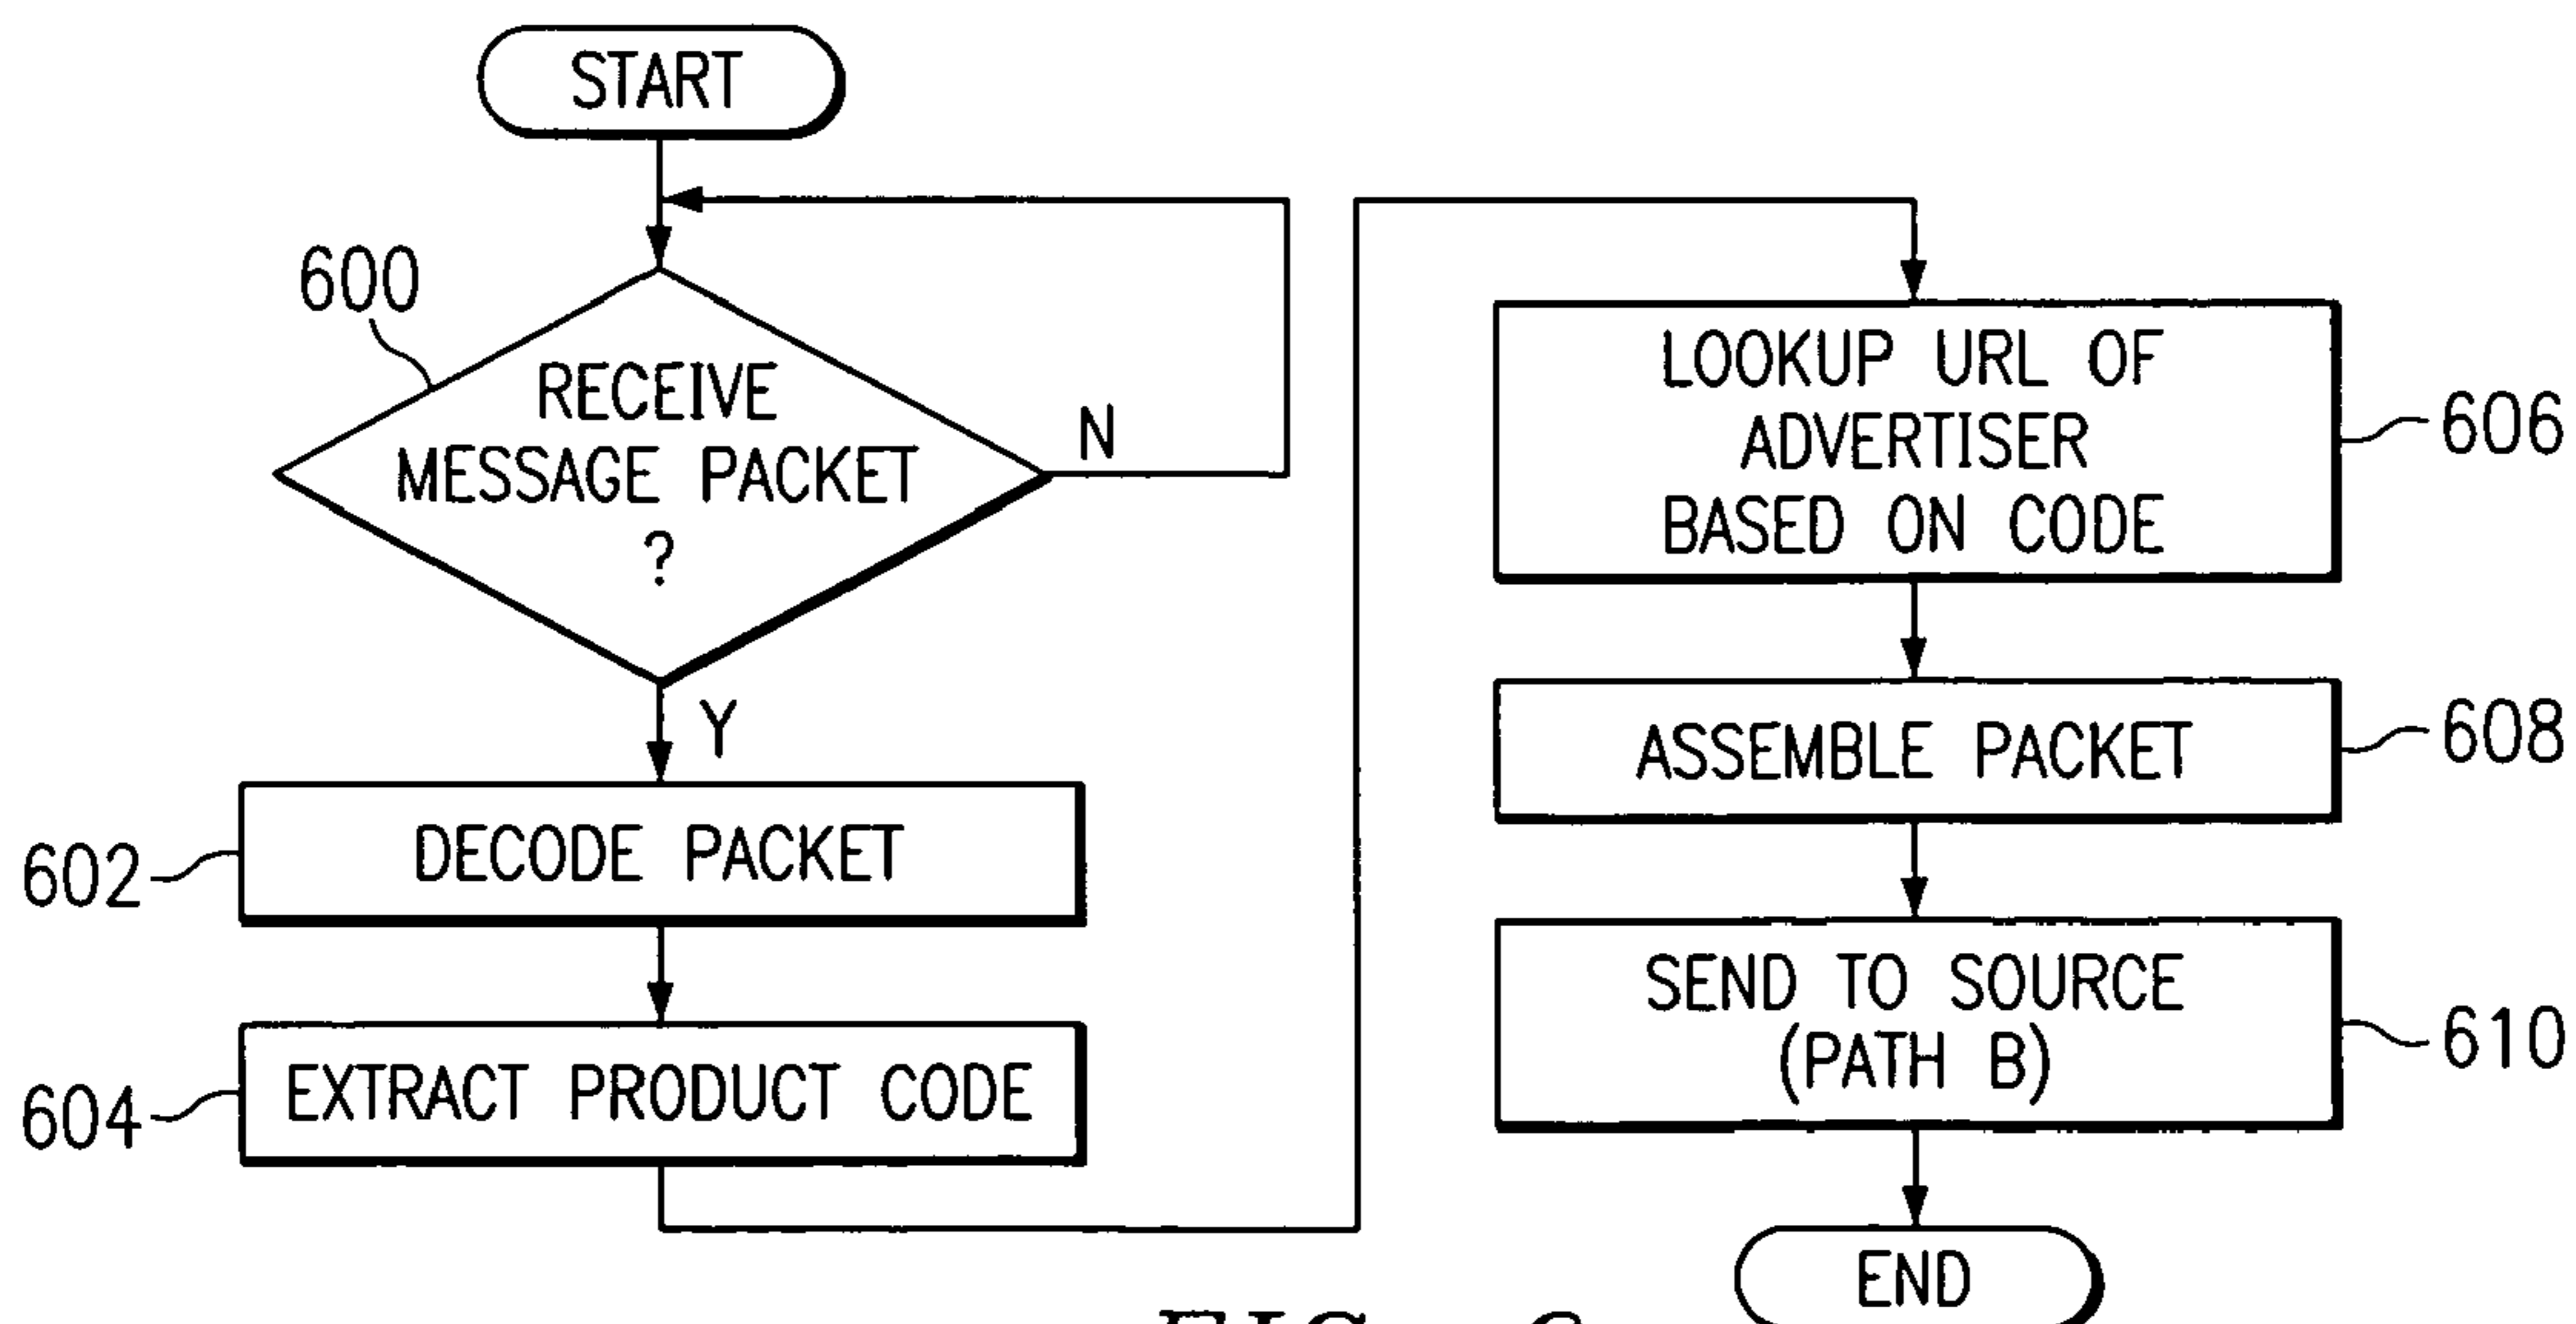 START
600
RECEIVE
MESSAGE PACKET
?
N
Y
602
DECODE PACKET
604
EXTRACT PRODUCT CODE
LOOKUP URL OF
ADVERTISER
BASED ON CODE
606
ASSEMBLE PACKET
608
SEND TO SOURCE
(PATH B)
610
END